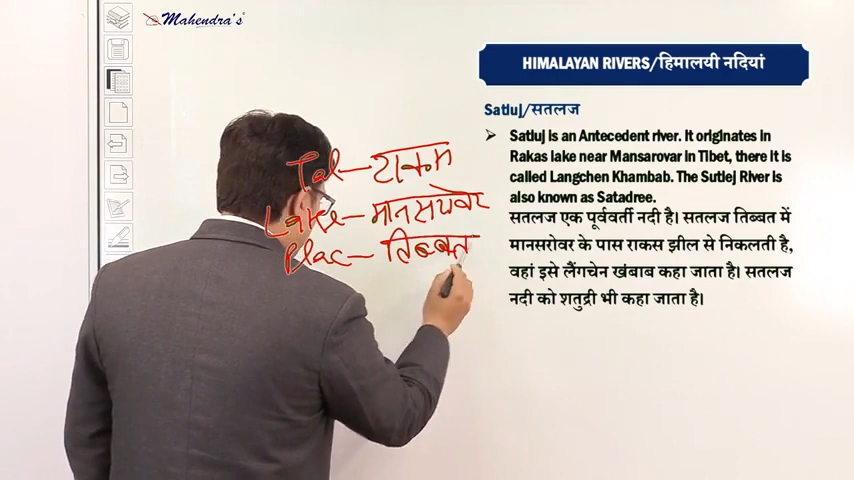 Mahendra's
HIMALAYAN RIVERS/हिमालयी नदियां
Satluj/सतलज
Satluj is an Antecedent river. It originates in
Rakas lake near Mansarovar in Tibet, there it is
called Langchen Khambab. The Sutlej River is
also known as Satadree.
सतलज एक पूर्ववर्ती नदी है। सतलज तिब्बत में
मानसरोवर के पास राकस झील से निकलती है,
वहां इसे लैंगचेन खंबाब कहा जाता है। सतलज
नदी को शतुद्री भी कहा जाता है।
Tal – राकस
Lake – मानसरोवर
Plac – तिब्बत